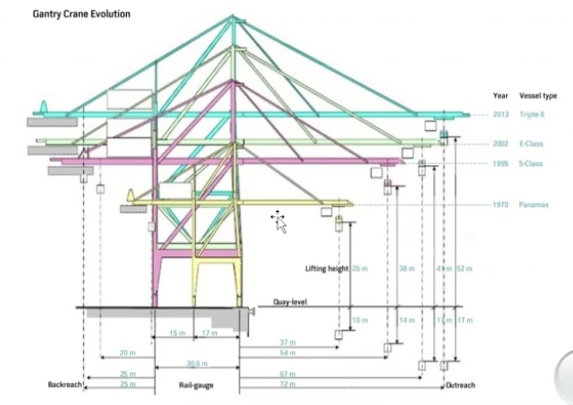 Gantry Crane Evolution
Year Vessel type
2013 Triple-E
2002 E-Class
1995 S-Class
1970 Panamax
Lifting height 25 m 38 m 52 m
Quay-level
10 m 14 m 17 m
15 m 17 m
37 m
20 m 54 m
30.5 m
25 m 67 m
Backreach 25 m Rail-gauge 72 m Outreach